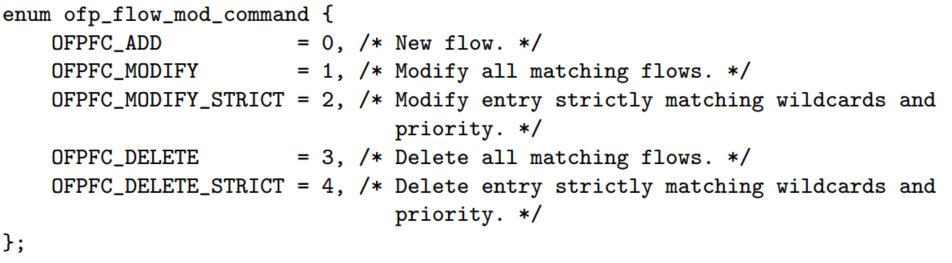 enum ofp_flow_mod_command {
    OFPFC_ADD           = 0, /* New flow. */
    OFPFC_MODIFY        = 1, /* Modify all matching flows. */
    OFPFC_MODIFY_STRICT = 2, /* Modify entry strictly matching wildcards and
                                priority. */
    OFPFC_DELETE        = 3, /* Delete all matching flows. */
    OFPFC_DELETE_STRICT = 4, /* Delete entry strictly matching wildcards and
                                priority. */
};